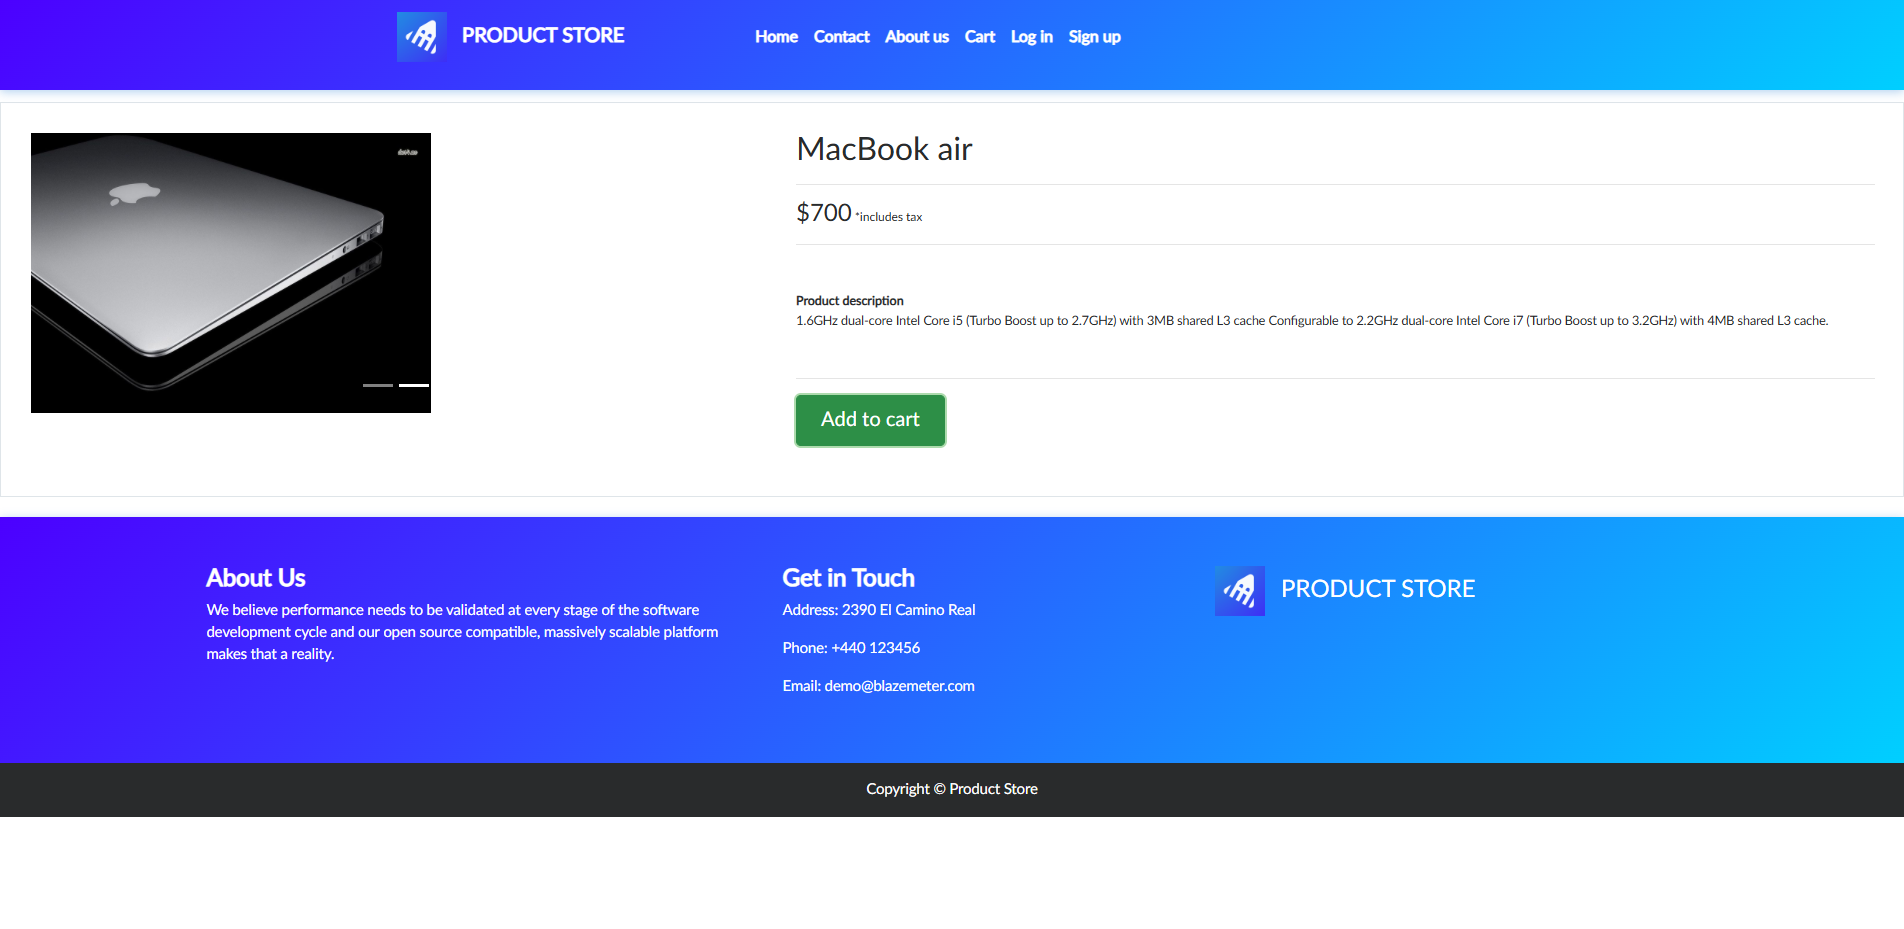 PRODUCT STORE
Home Contact About us Cart Log in Sign up
MacBook air
$700 *includes tax
Product description
1.6GHz dual-core Intel Core i5 (Turbo Boost up to 2.7GHz) with 3MB shared L3 cache Configurable to 2.2GHz dual-core Intel Core i7 (Turbo Boost up to 3.2GHz) with 4MB shared L3 cache.
Add to cart
About Us
We believe performance needs to be validated at every stage of the software
development cycle and our open source compatible, massively scalable platform
makes that a reality.
Get in Touch
Address: 2390 El Camino Real
Phone: +440 123456
Email: demo@blazemeter.com
PRODUCT STORE
Copyright © Product Store